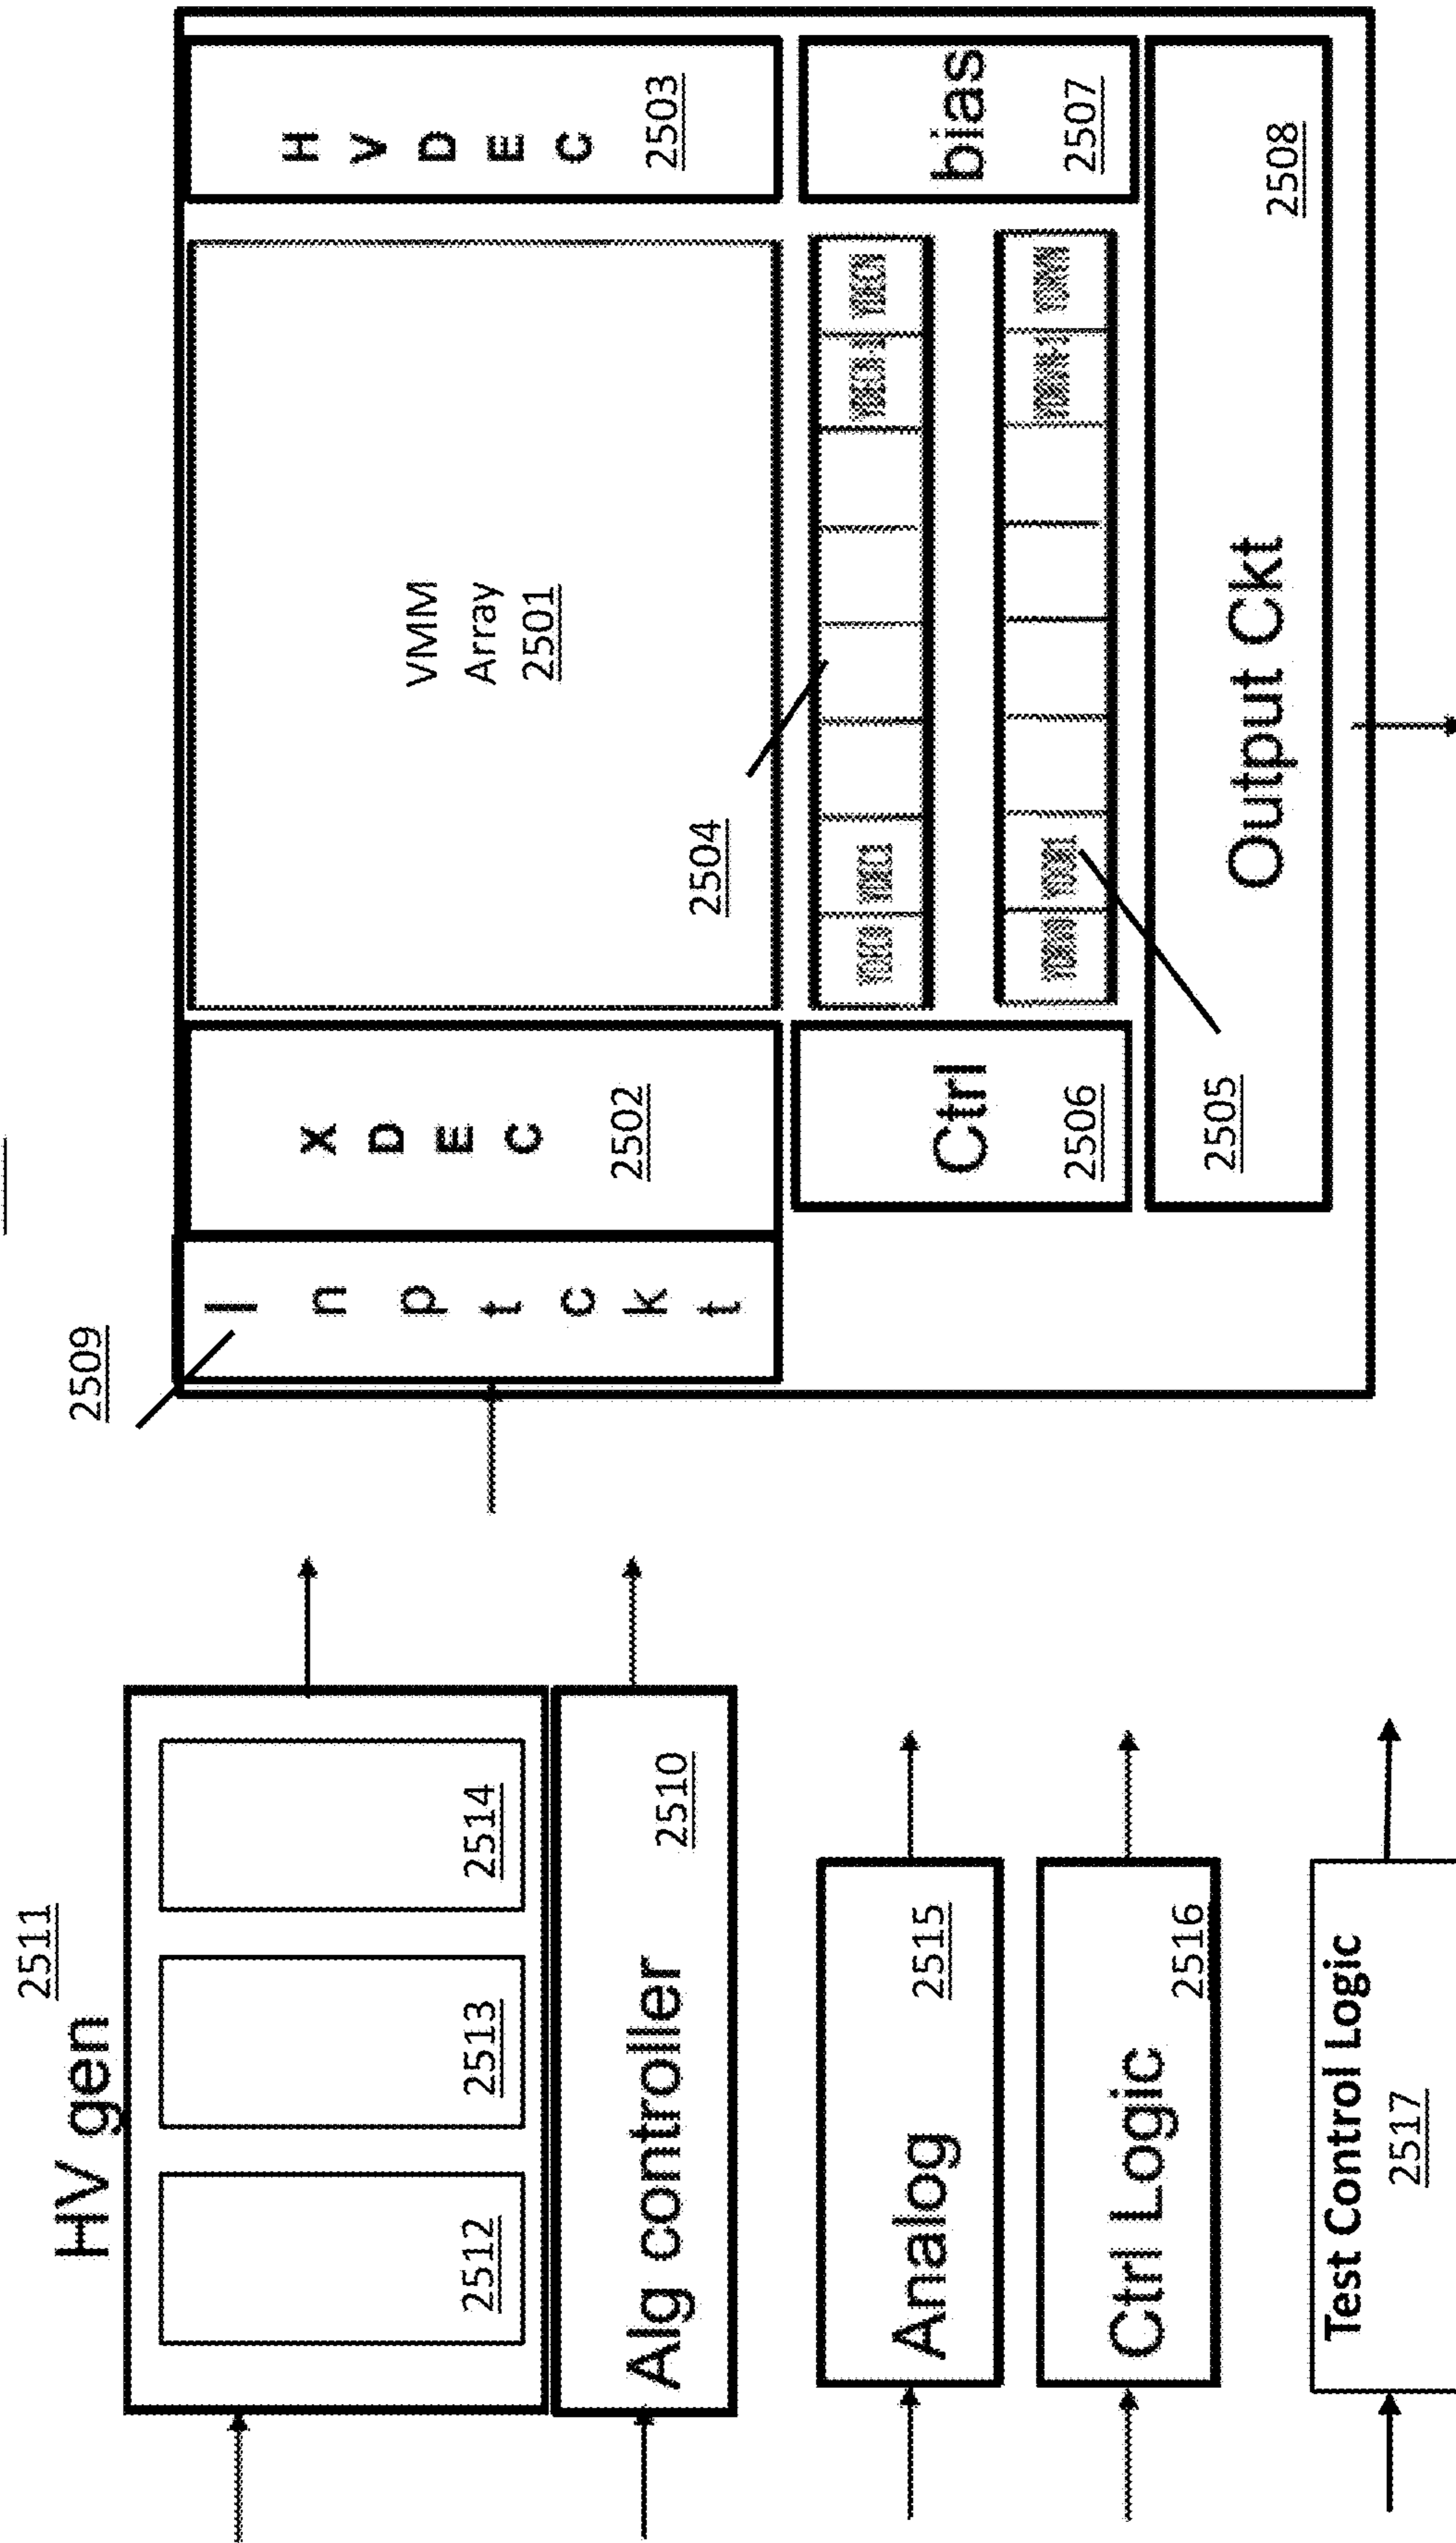 HV gen
2511
2512
2513
2514
Alg controller
2510
Analog
2515
Ctrl Logic
2516
Test Control Logic
2517
2509
I
n
p
t
c
k
t
X
D
E
C
2502
VMM
Array
2501
H
V
D
E
C
2503
2504
Ctrl
2506
bias
2507
2505
Output Ckt
2508